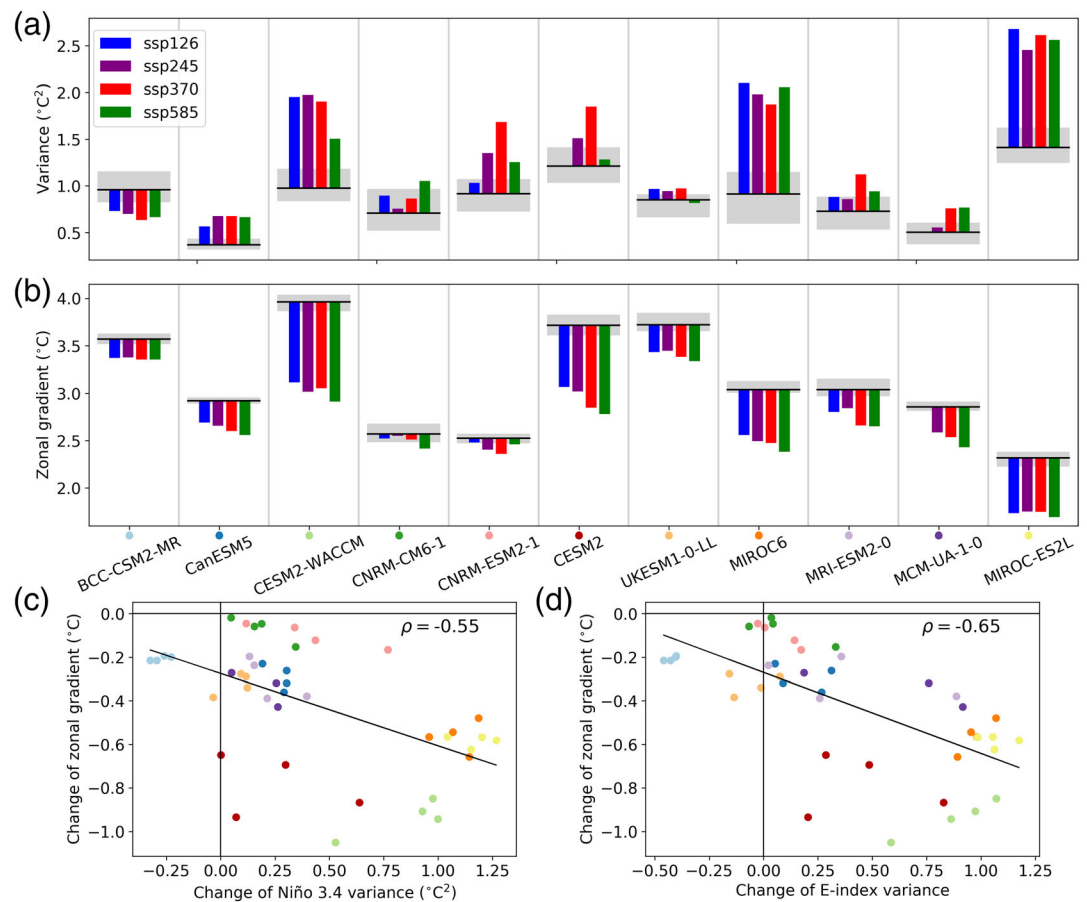 (a)
2.5
2.0
1.5
1.0
0.5
Variance (°C²)
ssp126
ssp245
ssp370
ssp585
(b)
4.0
3.5
3.0
2.5
2.0
Zonal gradient (°C)
BCC-CSM2-MR
CanESM5
CESM2-WACCM
CNRM-CM6-1
CNRM-ESM2-1
CESM2
UKESM1-0-LL
MIROC6
MRI-ESM2-0
MCM-UA-1-0
MIROC-ES2L
(c)
0.0
−0.2
−0.4
−0.6
−0.8
−1.0
Change of zonal gradient (°C)
ρ = -0.55
−0.25 0.00 0.25 0.50 0.75 1.00 1.25
Change of Niño 3.4 variance (°C²)
(d)
0.0
−0.2
−0.4
−0.6
−0.8
−1.0
Change of zonal gradient (°C)
ρ = -0.65
−0.50 −0.25 0.00 0.25 0.50 0.75 1.00 1.25
Change of E-index variance